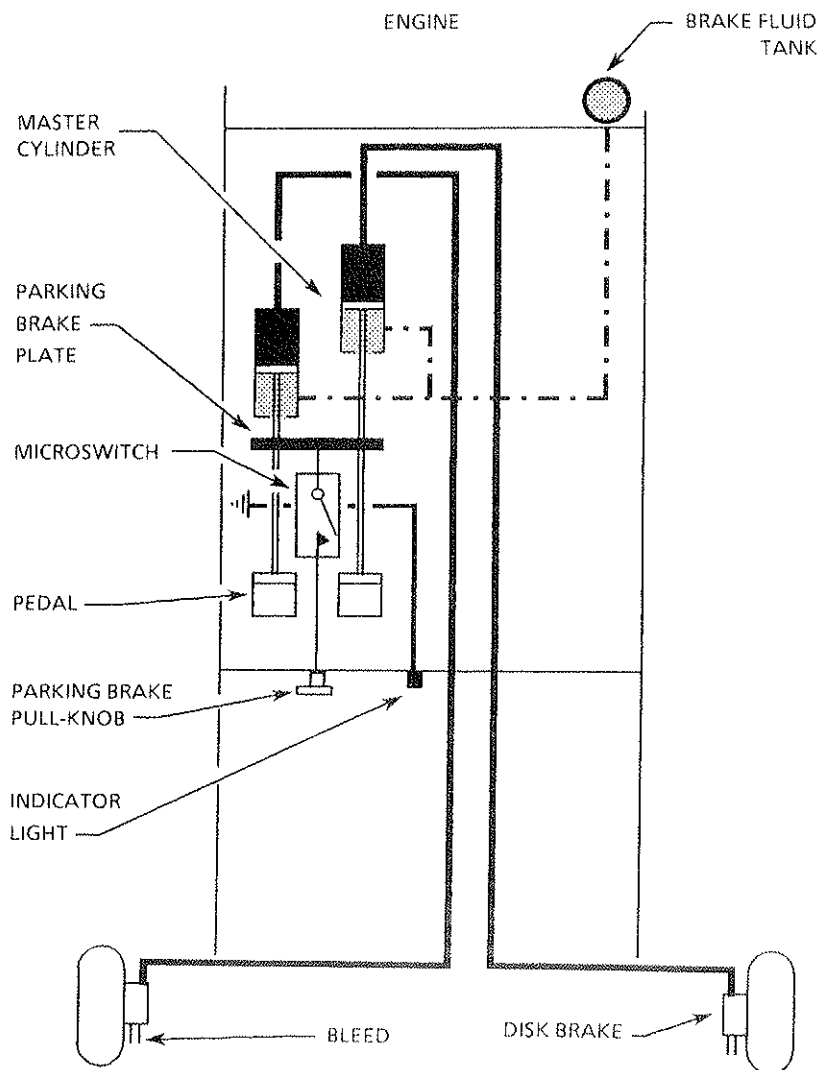 ENGINE
BRAKE FLUID
TANK
MASTER
CYLINDER
PARKING
BRAKE
PLATE
MICROSWITCH
PEDAL
PARKING BRAKE
PULL-KNOB
INDICATOR
LIGHT
BLEED
DISK BRAKE